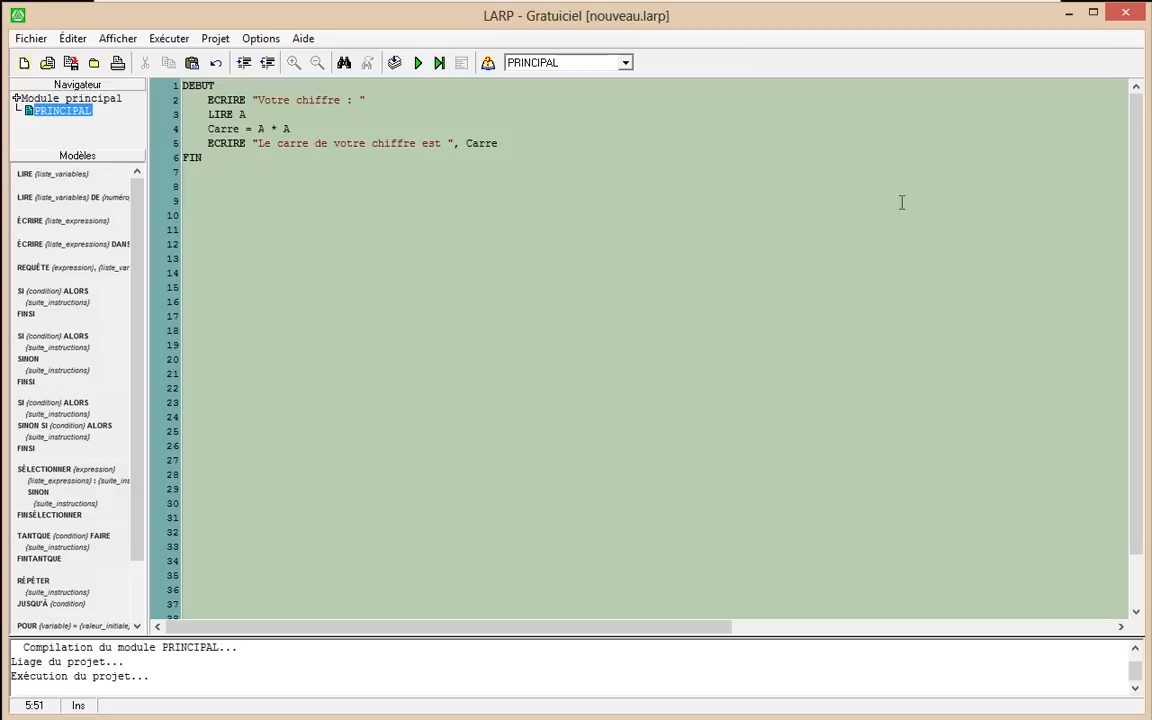 LARP - Gratuiciel [nouveau.larp]
Fichier Éditer Afficher Exécuter Projet Options Aide
PRINCIPAL
Navigateur
Module principal
PRINCIPAL
Modèles
LIRE {liste_variables}
LIRE {liste_variables} DE {numéro
ÉCRIRE {liste_expressions}
ÉCRIRE {liste_expressions} DANS
REQUÊTE {expression}, {liste_var
SI {condition} ALORS
{suite_instructions}
FINSI
SI {condition} ALORS
{suite_instructions}
SINON
{suite_instructions}
FINSI
SI {condition} ALORS
{suite_instructions}
SINON SI {condition} ALORS
{suite_instructions}
FINSI
SÉLECTIONNER {expression}
{liste_expressions} : {suite_ins
SINON
{suite_instructions}
FINSÉLECTIONNER
TANTQUE {condition} FAIRE
{suite_instructions}
FINTANTQUE
RÉPÉTER
{suite_instructions}
JUSQU'À {condition}
POUR {variable} = {valeur_initiale,
1 DEBUT
2 ECRIRE "Votre chiffre : "
3 LIRE A
4 Carre = A * A
5 ECRIRE "Le carre de votre chiffre est ", Carre
6 FIN
7
8
9
10
11
12
13
14
15
16
17
18
19
20
21
22
23
24
25
26
27
28
29
30
31
32
33
34
35
36
37
38
Compilation du module PRINCIPAL...
Liage du projet...
Exécution du projet...
5:51 Ins